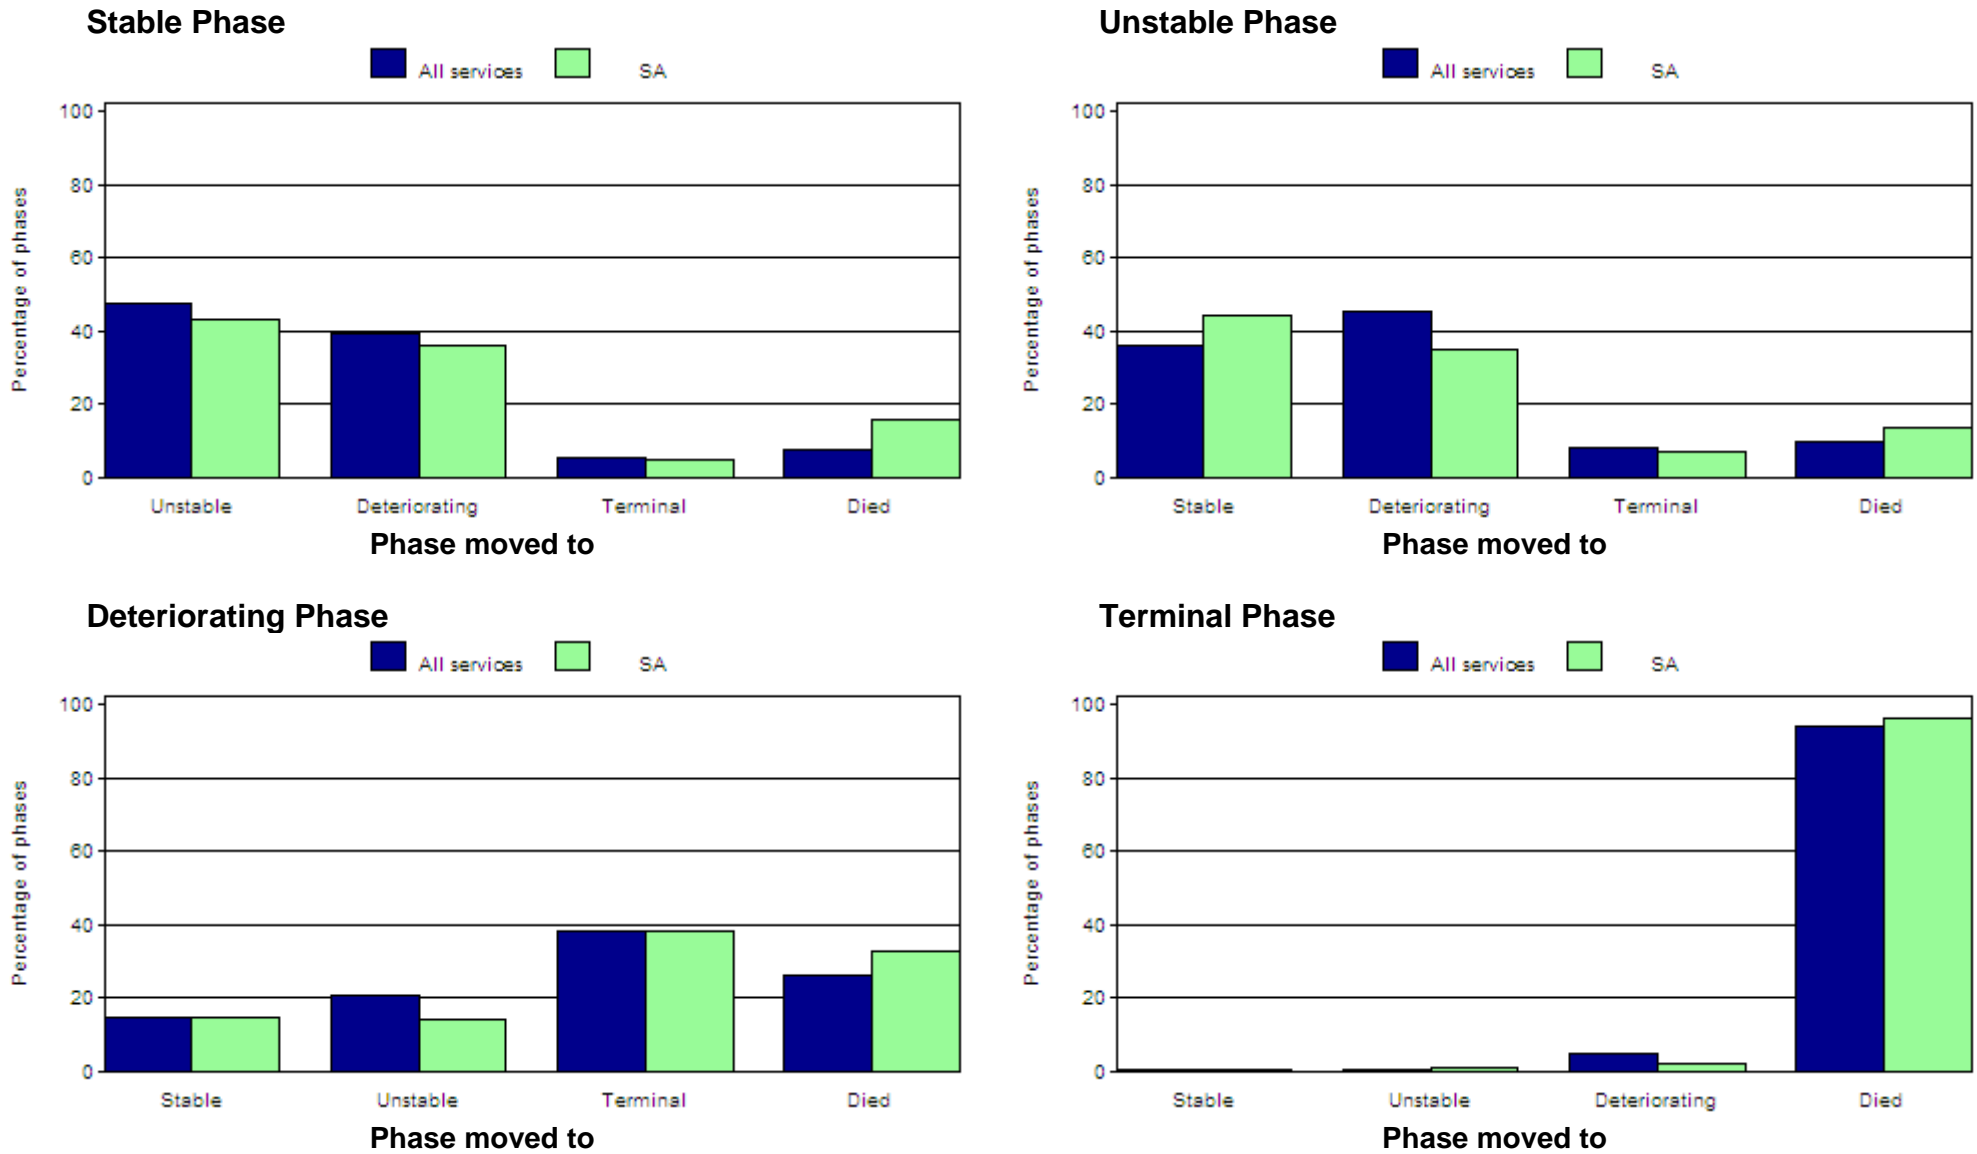 Stable Phase
All services SA
Percentage of phases
100
80
60
40
20
0
Unstable Deteriorating Terminal Died
Phase moved to
Unstable Phase
All services SA
Percentage of phases
100
80
60
40
20
0
Stable Deteriorating Terminal Died
Phase moved to
Deteriorating Phase
All services SA
Percentage of phases
100
80
60
40
20
0
Stable Unstable Terminal Died
Phase moved to
Terminal Phase
All services SA
Percentage of phases
100
80
60
40
20
0
Stable Unstable Deteriorating Died
Phase moved to